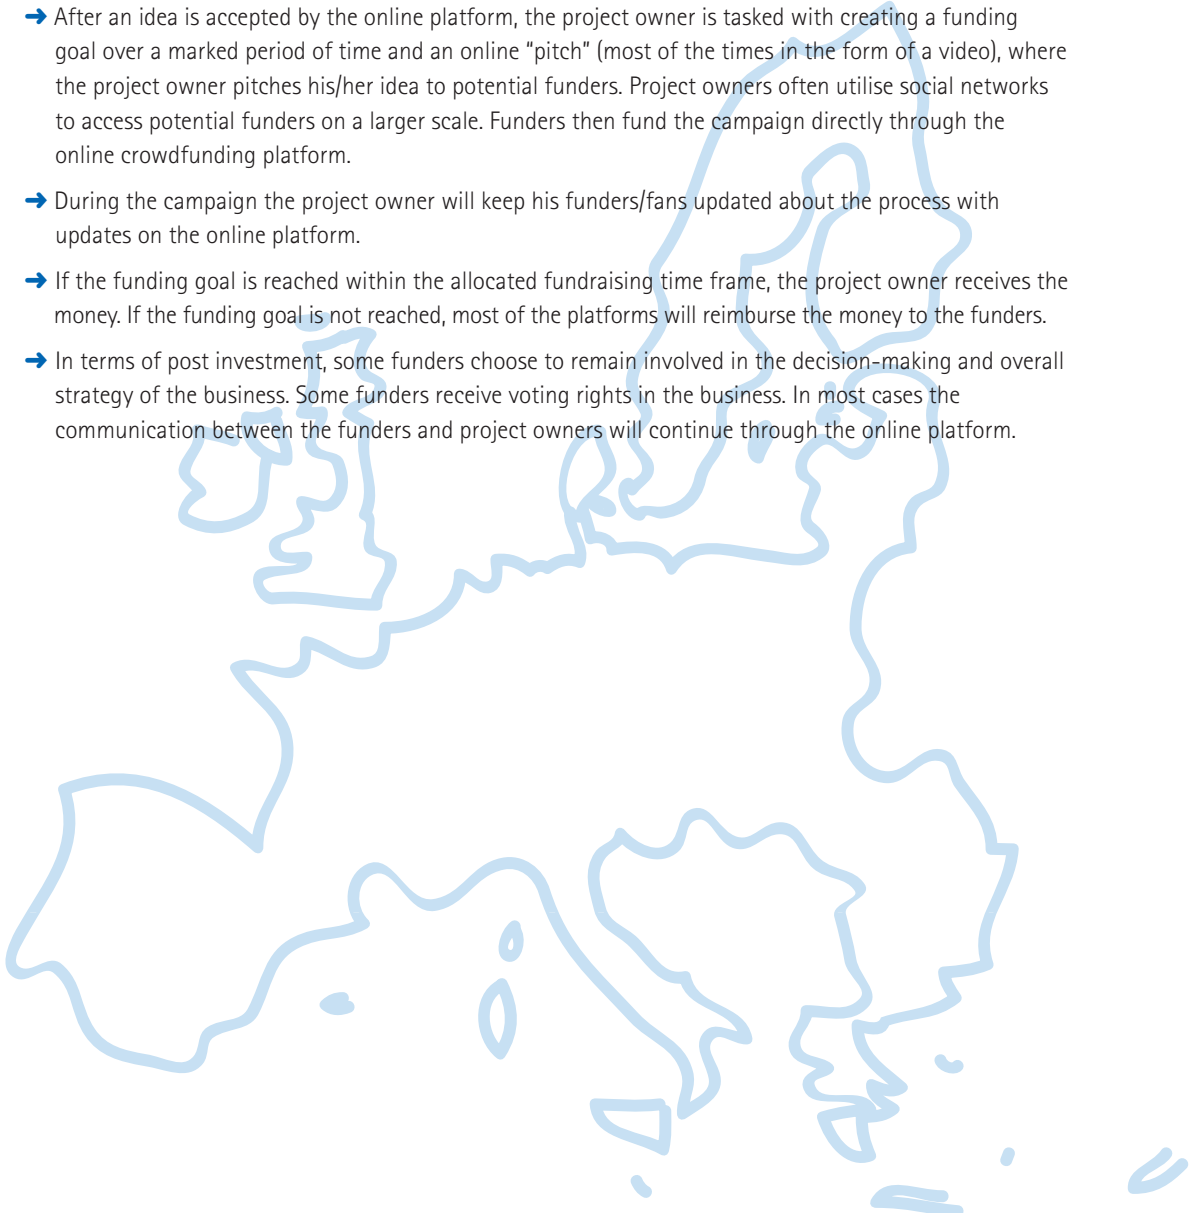 ➜ After an idea is accepted by the online platform, the project owner is tasked with creating a funding
goal over a marked period of time and an online “pitch” (most of the times in the form of a video), where
the project owner pitches his/her idea to potential funders. Project owners often utilise social networks
to access potential funders on a larger scale. Funders then fund the campaign directly through the
online crowdfunding platform.
➜ During the campaign the project owner will keep his funders/fans updated about the process with
updates on the online platform.
➜ If the funding goal is reached within the allocated fundraising time frame, the project owner receives the
money. If the funding goal is not reached, most of the platforms will reimburse the money to the funders.
➜ In terms of post investment, some funders choose to remain involved in the decision-making and overall
strategy of the business. Some funders receive voting rights in the business. In most cases the
communication between the funders and project owners will continue through the online platform.